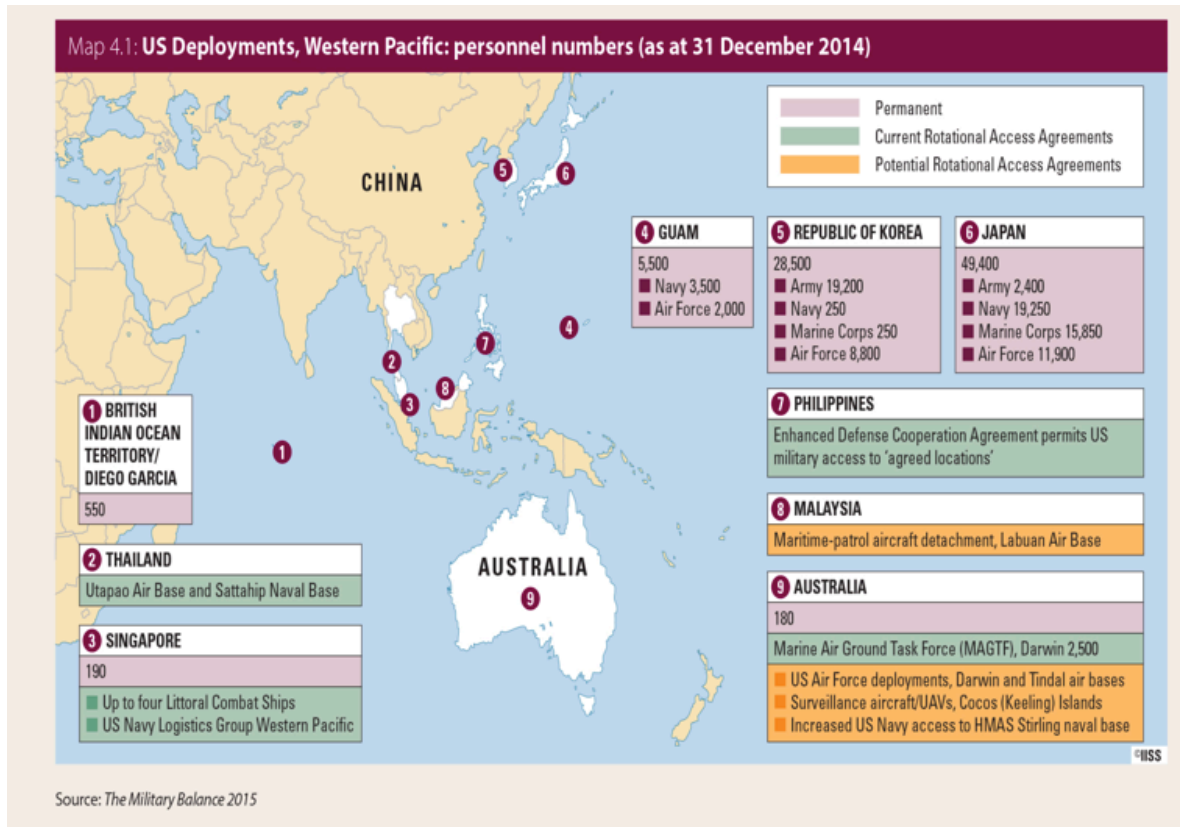 Map 4.1: US Deployments, Western Pacific: personnel numbers (as at 31 December 2014)
Permanent
Current Rotational Access Agreements
Potential Rotational Access Agreements
CHINA
5
6
4
7
2
8
3
1
AUSTRALIA
9
4 GUAM
5,500
Navy 3,500
Air Force 2,000
5 REPUBLIC OF KOREA
28,500
Army 19,200
Navy 250
Marine Corps 250
Air Force 8,800
6 JAPAN
49,400
Army 2,400
Navy 19,250
Marine Corps 15,850
Air Force 11,900
1 BRITISH
INDIAN OCEAN
TERRITORY/
DIEGO GARCIA
550
2 THAILAND
Utapao Air Base and Sattahip Naval Base
3 SINGAPORE
190
Up to four Littoral Combat Ships
US Navy Logistics Group Western Pacific
7 PHILIPPINES
Enhanced Defense Cooperation Agreement permits US
military access to ‘agreed locations’
8 MALAYSIA
Maritime-patrol aircraft detachment, Labuan Air Base
9 AUSTRALIA
180
Marine Air Ground Task Force (MAGTF), Darwin 2,500
US Air Force deployments, Darwin and Tindal air bases
Surveillance aircraft/UAVs, Cocos (Keeling) Islands
Increased US Navy access to HMAS Stirling naval base
©IISS
Source: The Military Balance 2015